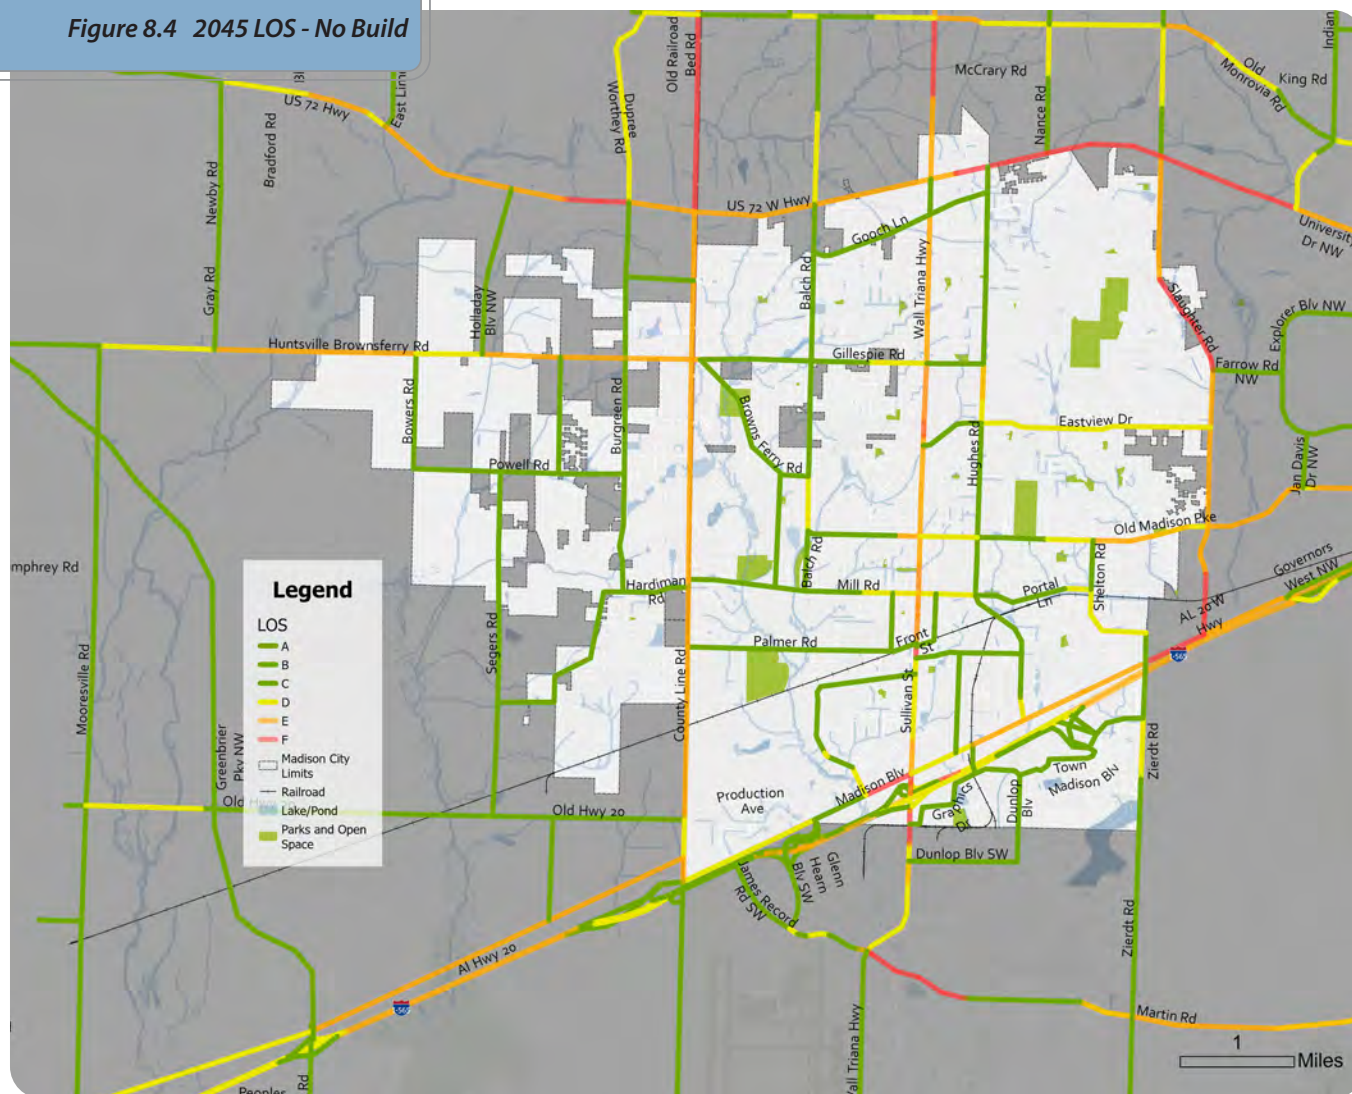 Figure 8.4 2045 LOS - No Build
Old Railroad
Bed Rd
Indian
McCrary Rd
Old
Monrovia Rd
King Rd
US 72 Hwy
Dupree
Worthey Rd
Nance Rd
Bradford Rd
Newby Rd
US 72 W Hwy
Gooch Ln
University
Dr NW
Gray Rd
Holladay
Blv NW
Balch Rd
Wall Triana Hwy
Slaughter Rd
Explorer Blv NW
Huntsville Brownsferry Rd
Gillespie Rd
Farrow Rd
NW
Bowers Rd
Burgreen Rd
Browns Ferry Rd
Hughes Rd
Eastview Dr
Jan Davis
Dr NW
Powell Rd
Old Madison Pke
mphrey Rd
Balch Rd
Hardiman
Rd
Mill Rd
Portal
Ln
Shelton Rd
Governors
West NW
AL 20 W
Hwy
Segers Rd
Palmer Rd
Front
St
I-565
Mooresville Rd
County Line Rd
Sullivan St
Zierdt Rd
Greenbrier
Pkv NW
Legend
LOS
A
B
C
D
E
F
Madison City
Limits
Railroad
Lake/Pond
Parks and Open
Space
Old Hwy 20
Old Hwy 20
Production
Ave
Madison Blv
Town
Madison Blv
Graphics
Dr
Dunlop
Blv
Dunlop Blv SW
Glenn
Hearn
Blv SW
James Record
Rd SW
Zierdt Rd
Al Hwy 20
I-565
Martin Rd
Wall Triana Hwy
1
Miles
Peoples
Rd